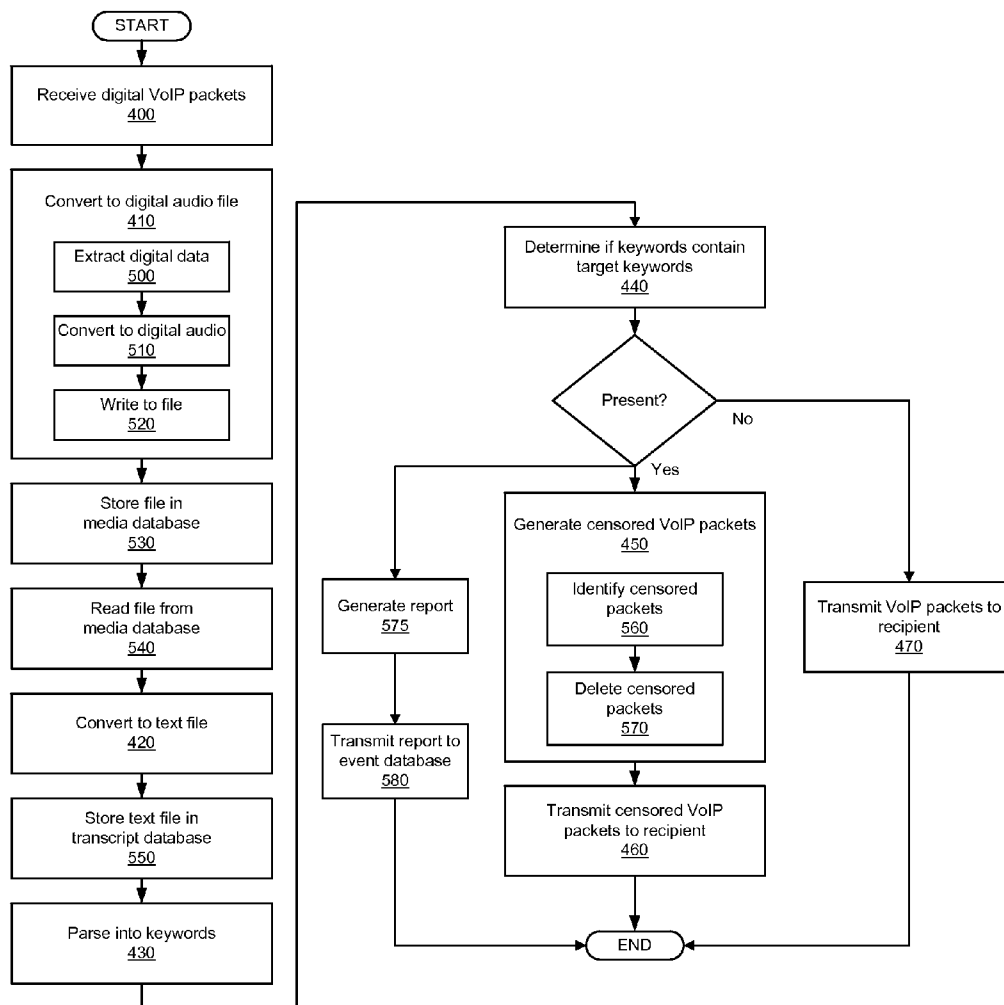 START
Receive digital VoIP packets
400
Convert to digital audio file
410
Extract digital data
500
Convert to digital audio
510
Write to file
520
Store file in
media database
530
Read file from
media database
540
Convert to text file
420
Store text file in
transcript database
550
Parse into keywords
430
Determine if keywords contain
target keywords
440
Present?
No
Yes
Generate report
575
Transmit report to
event database
580
Generate censored VoIP packets
450
Identify censored
packets
560
Delete censored
packets
570
Transmit censored VoIP
packets to recipient
460
Transmit VoIP packets to
recipient
470
END